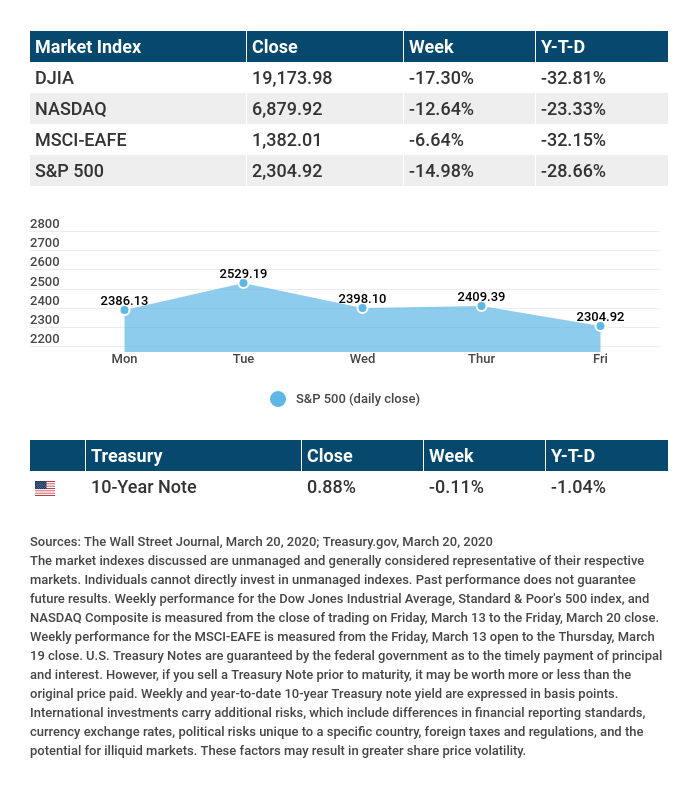 Market Index Close Week Y-T-D
DJIA 19,173.98 -17.30% -32.81%
NASDAQ 6,879.92 -12.64% -23.33%
MSCI-EAFE 1,382.01 -6.64% -32.15%
S&P 500 2,304.92 -14.98% -28.66%
2800
2700
2600
2500
2400
2300
2200
2386.13 2529.19 2398.10 2409.39 2304.92
Mon Tue Wed Thur Fri
S&P 500 (daily close)
Treasury Close Week Y-T-D
10-Year Note 0.88% -0.11% -1.04%
Sources: The Wall Street Journal, March 20, 2020; Treasury.gov, March 20, 2020
The market indexes discussed are unmanaged and generally considered representative of their respective
markets. Individuals cannot directly invest in unmanaged indexes. Past performance does not guarantee
future results. Weekly performance for the Dow Jones Industrial Average, Standard & Poor's 500 index, and
NASDAQ Composite is measured from the close of trading on Friday, March 13 to the Friday, March 20 close.
Weekly performance for the MSCI-EAFE is measured from the Friday, March 13 open to the Thursday, March
19 close. U.S. Treasury Notes are guaranteed by the federal government as to the timely payment of principal
and interest. However, if you sell a Treasury Note prior to maturity, it may be worth more or less than the
original price paid. Weekly and year-to-date 10-year Treasury note yield are expressed in basis points.
International investments carry additional risks, which include differences in financial reporting standards,
currency exchange rates, political risks unique to a specific country, foreign taxes and regulations, and the
potential for illiquid markets. These factors may result in greater share price volatility.